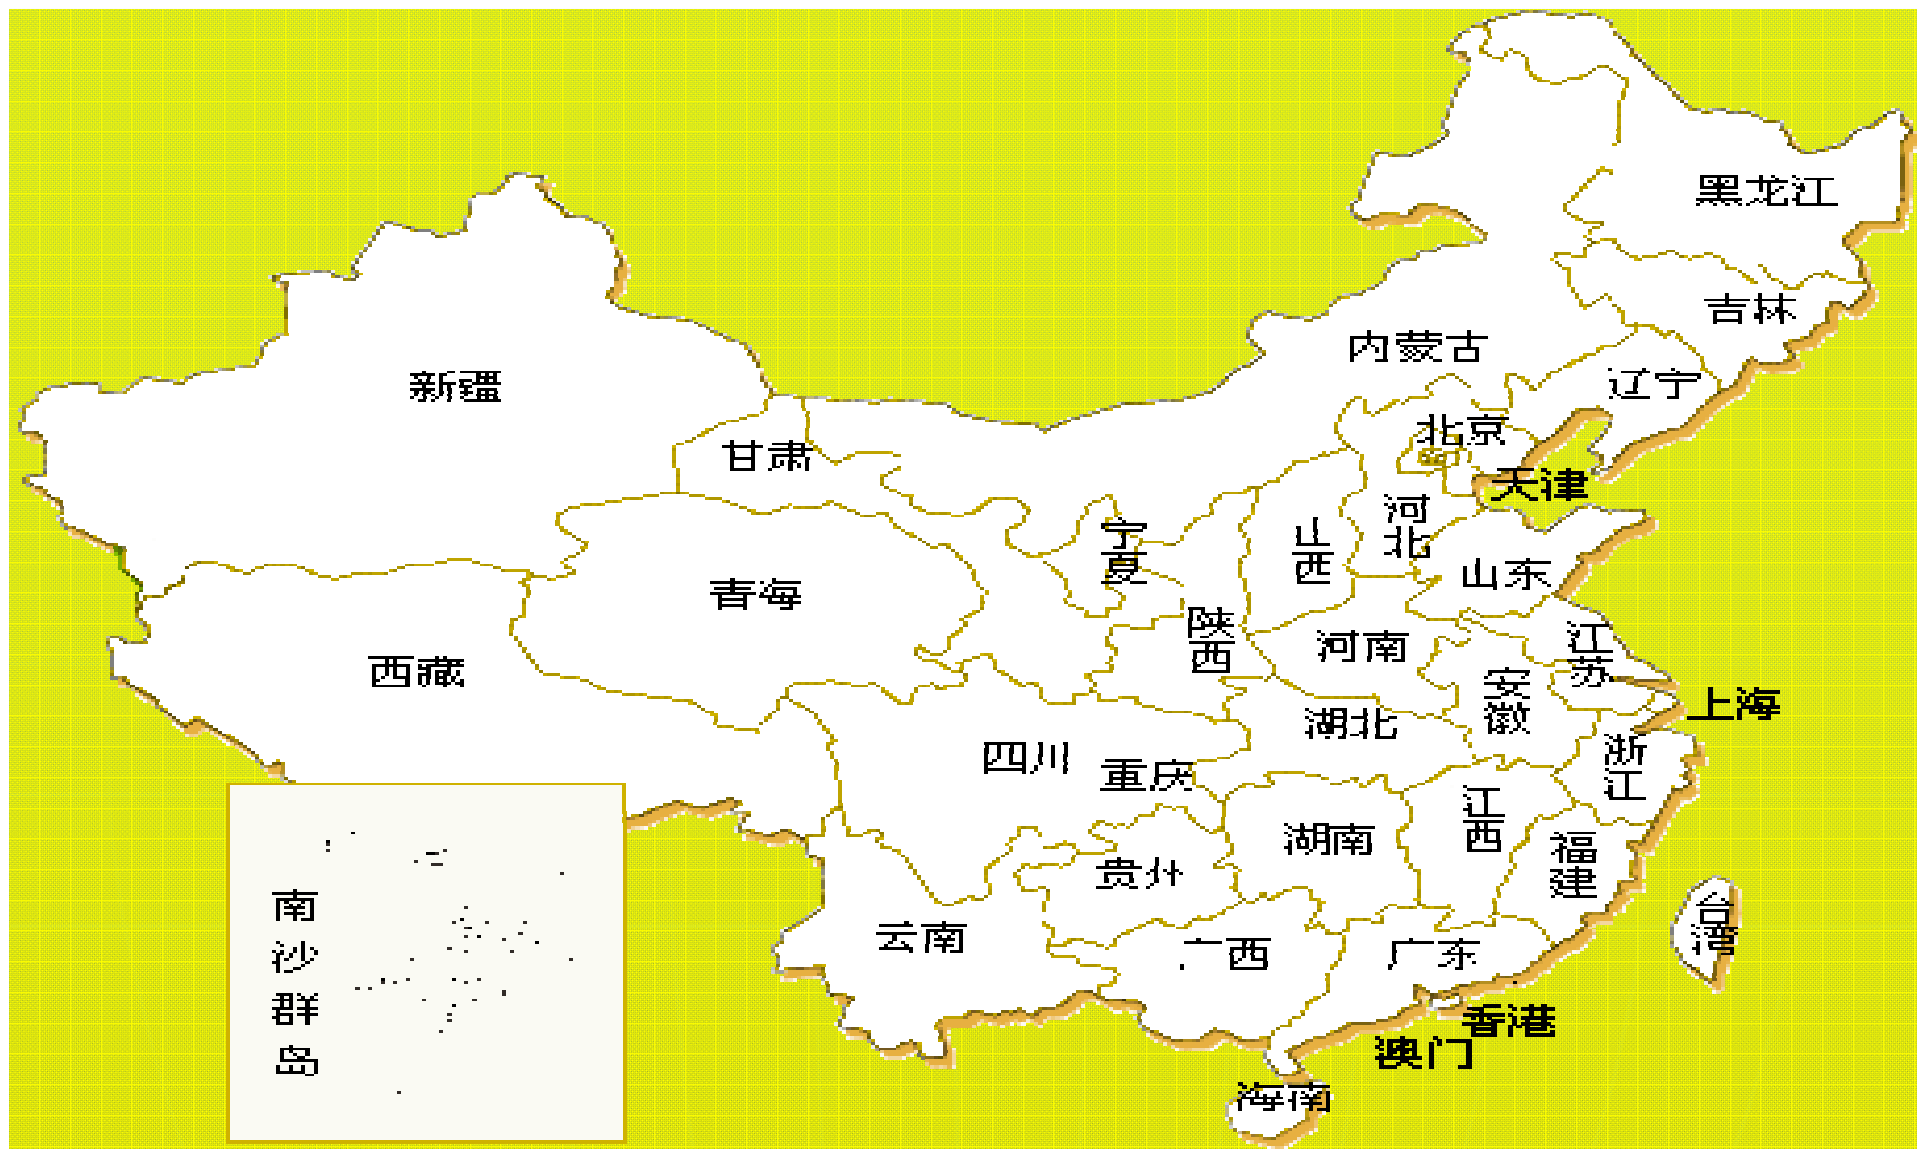 黑龙江
吉林
内蒙古
辽宁
新疆
北京
甘肃
天津
河北
宁夏
山西
山东
青海
陕西
河南
江苏
西藏
安徽
上海
湖北
浙江
四川
重庆
江西
湖南
福建
贵州
台湾
云南
广西
广东
香港
澳门
海南
南沙群岛